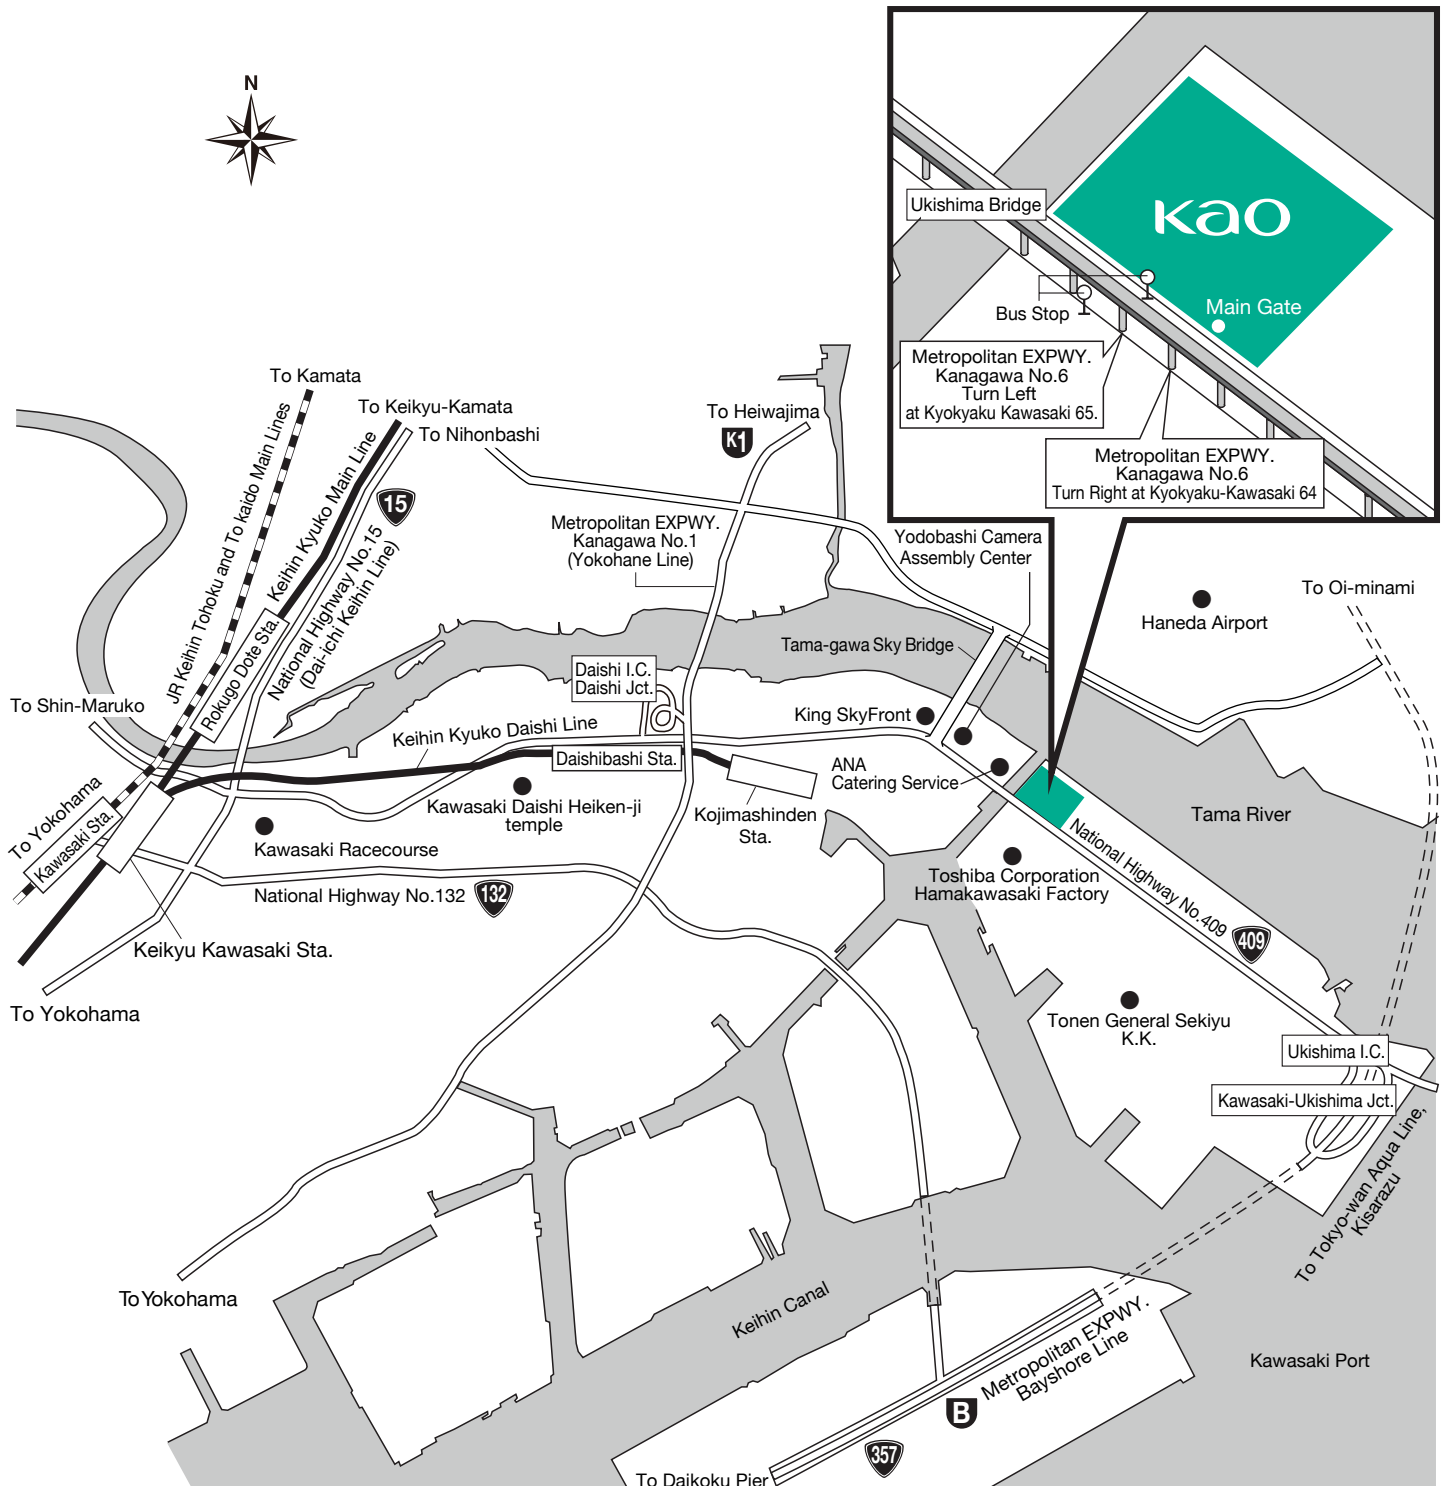 N
Kao
Ukishima Bridge
Bus Stop
Main Gate
Metropolitan EXPWY.
Kanagawa No.6
Turn Left
at Kyokyaku Kawasaki 65.
Metropolitan EXPWY.
Kanagawa No.6
Turn Right at Kyokyaku-Kawasaki 64
To Kamata
To Keikyu-Kamata
To Nihonbashi
To Heiwajima
K1
JR Keihin Tohoku and To kaido Main Lines
Keihin Kyuko Main Line
15
National Highway No.15
(Dai-ichi Keihin Line)
Rokugo Dote Sta.
Metropolitan EXPWY.
Kanagawa No.1
(Yokohane Line)
Yodobashi Camera
Assembly Center
To Oi-minami
Haneda Airport
Tama-gawa Sky Bridge
Daishi I.C.
Daishi Jct.
To Shin-Maruko
King SkyFront
Keihin Kyuko Daishi Line
Daishibashi Sta.
ANA
Catering Service
To Yokohama
Kawasaki Sta.
Kawasaki Daishi Heiken-ji
temple
Kojimashinden
Sta.
Tama River
Kawasaki Racecourse
National Highway No.132
132
Toshiba Corporation
Hamakawasaki Factory
National Highway No.409
409
Keikyu Kawasaki Sta.
To Yokohama
Tonen General Sekiyu
K.K.
Ukishima I.C.
Kawasaki-Ukishima Jct.
To Tokyo-wan Aqua Line,
Kisarazu
To Yokohama
Keihin Canal
Metropolitan EXPWY.
Bayshore Line
B
Kawasaki Port
357
To Daikoku Pier